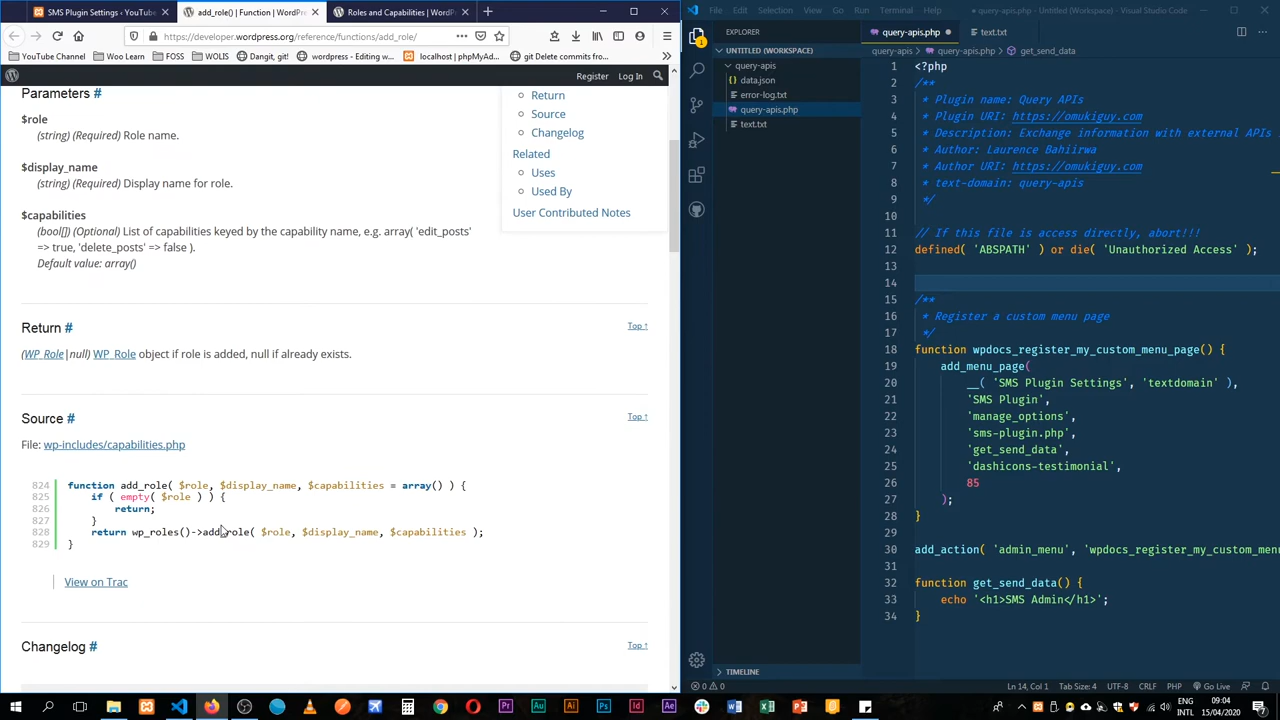 SMS Plugin Settings ‹ YouTube
add_role() | Function | WordPre
Roles and Capabilities | WordP
https://developer.wordpress.org/reference/functions/add_role/
YouTube Channel
Woo Learn
FOSS
WOLIS
Dangit, git!
wordpress - Editing w...
localhost | phpMyAd...
git Delete commits fro...
Register
Log In
Parameters #
$role
(string) (Required) Role name.
$display_name
(string) (Required) Display name for role.
$capabilities
(bool[]) (Optional) List of capabilities keyed by the capability name, e.g. array( 'edit_posts'
=> true, 'delete_posts' => false ).
Default value: array()
Return
Source
Changelog
Related
Uses
Used By
User Contributed Notes
Return #
Top ↑
(WP_Role|null) WP_Role object if role is added, null if already exists.
Source #
Top ↑
File: wp-includes/capabilities.php
824 function add_role( $role, $display_name, $capabilities = array() ) {
825 if ( empty( $role ) ) {
826 return;
827 }
828 return wp_roles()->add_role( $role, $display_name, $capabilities );
829 }
View on Trac
Changelog #
Top ↑
File Edit Selection View Go Run Terminal Help
● query-apis.php - Untitled (Workspace) - Visual Studio Code
EXPLORER
UNTITLED (WORKSPACE)
query-apis
data.json
error-log.txt
query-apis.php
text.txt
TIMELINE
query-apis.php ●
text.txt
query-apis > query-apis.php > get_send_data
1 <?php
2 /**
3 * Plugin name: Query APIs
4 * Plugin URI: https://omukiguy.com
5 * Description: Exchange information with external APIs
6 * Author: Laurence Bahiirwa
7 * Author URI: https://omukiguy.com
8 * text-domain: query-apis
9 */
10
11 // If this file is access directly, abort!!!
12 defined( 'ABSPATH' ) or die( 'Unauthorized Access' );
13
14
15 /**
16 * Register a custom menu page
17 */
18 function wpdocs_register_my_custom_menu_page() {
19 add_menu_page(
20 __( 'SMS Plugin Settings', 'textdomain' ),
21 'SMS Plugin',
22 'manage_options',
23 'sms-plugin.php',
24 'get_send_data',
25 'dashicons-testimonial',
26 85
27 );
28 }
29
30 add_action( 'admin_menu', 'wpdocs_register_my_custom_menu
31
32 function get_send_data() {
33 echo '<h1>SMS Admin</h1>';
34 }
0 0
Ln 14, Col 1 Tab Size: 4 UTF-8 CRLF PHP Go Live
ENG
INTL
09:04
15/04/2020